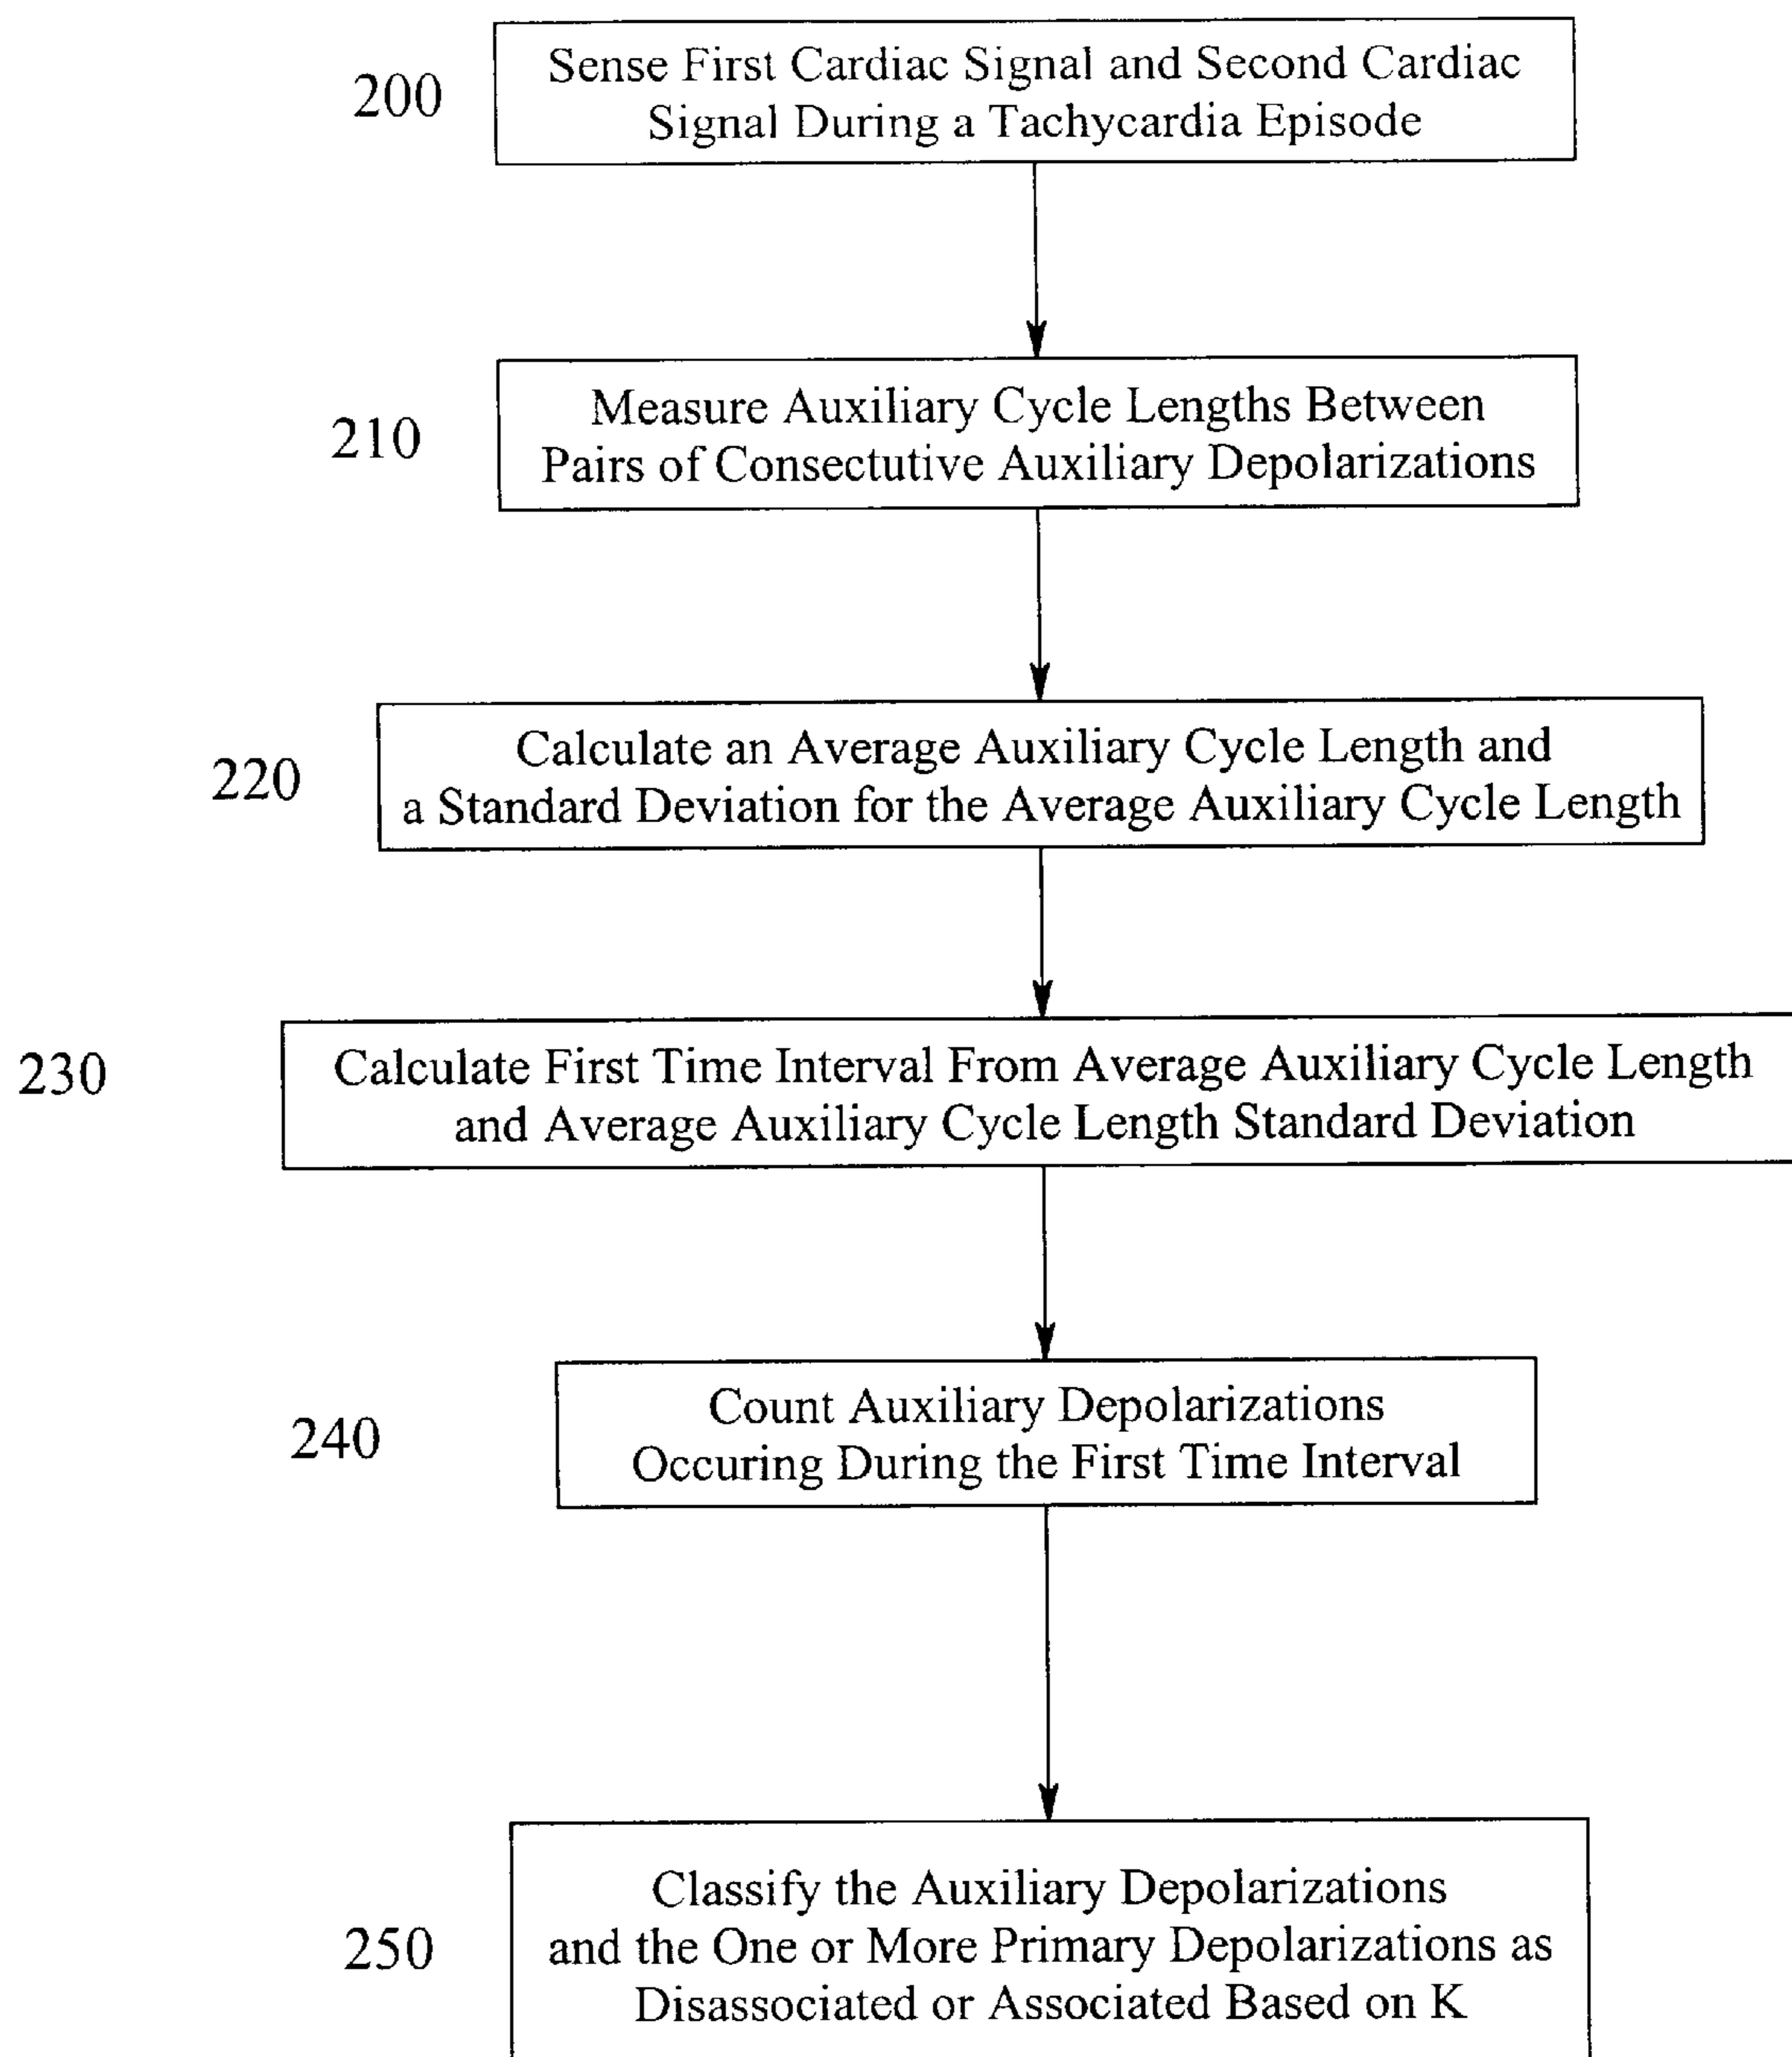 200
Sense First Cardiac Signal and Second Cardiac
Signal During a Tachycardia Episode
210
Measure Auxiliary Cycle Lengths Between
Pairs of Consectutive Auxiliary Depolarizations
220
Calculate an Average Auxiliary Cycle Length and
a Standard Deviation for the Average Auxiliary Cycle Length
230
Calculate First Time Interval From Average Auxiliary Cycle Length
and Average Auxiliary Cycle Length Standard Deviation
240
Count Auxiliary Depolarizations
Occuring During the First Time Interval
250
Classify the Auxiliary Depolarizations
and the One or More Primary Depolarizations as
Disassociated or Associated Based on K